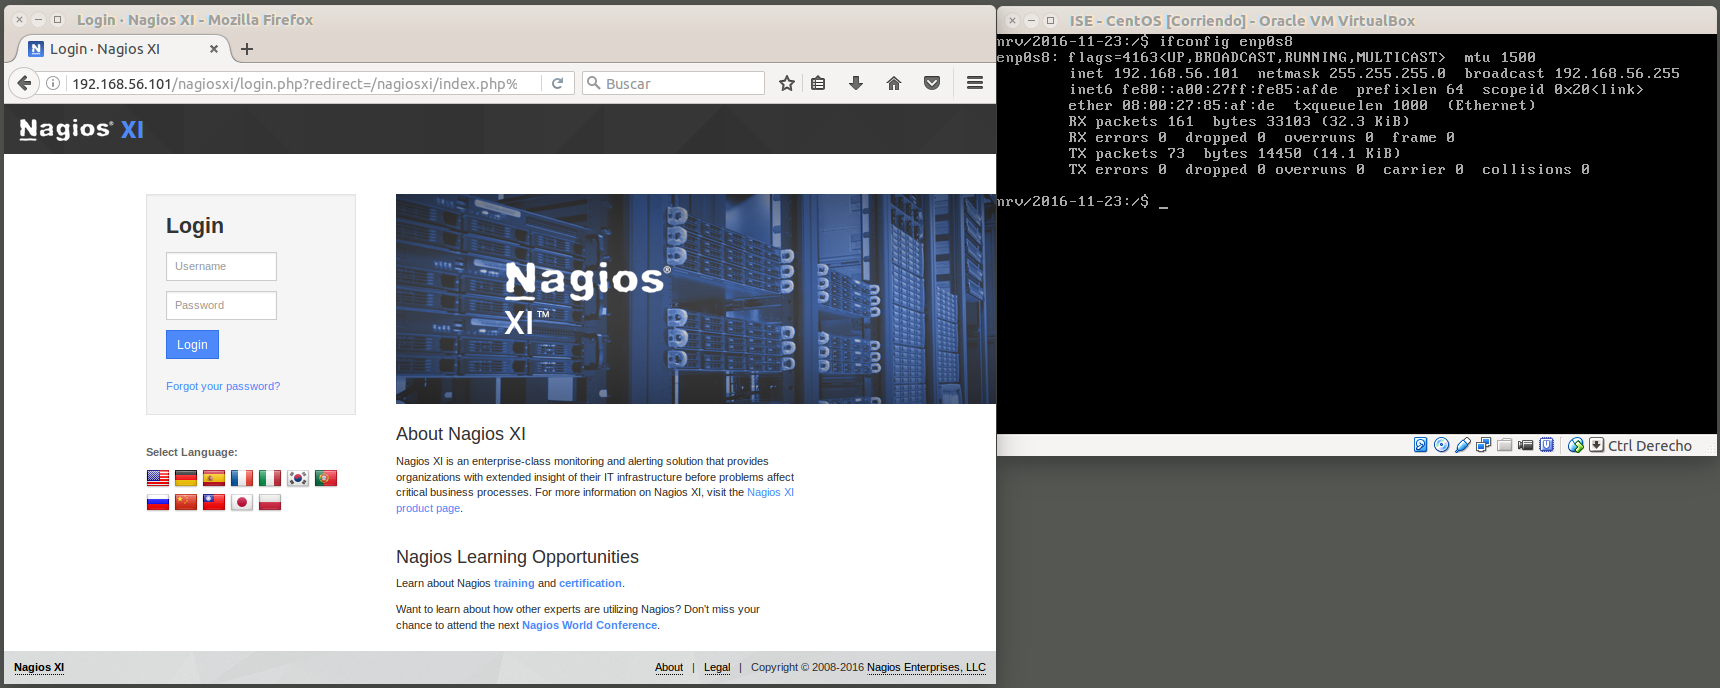 Login · Nagios XI - Mozilla Firefox
Login · Nagios XI
192.168.56.101/nagiosxi/login.php?redirect=/nagiosxi/index.php%
Buscar
Nagios® XI
Login
Username
Password
Login
Forgot your password?
Select Language:
Nagios®
XI™
About Nagios XI
Nagios XI is an enterprise-class monitoring and alerting solution that provides
organizations with extended insight of their IT infrastructure before problems affect
critical business processes. For more information on Nagios XI, visit the Nagios XI
product page.
Nagios Learning Opportunities
Learn about Nagios training and certification.
Want to learn about how other experts are utilizing Nagios? Don't miss your
chance to attend the next Nagios World Conference.
Nagios XI
About | Legal | Copyright © 2008-2016 Nagios Enterprises, LLC
ISE - CentOS [Corriendo] - Oracle VM VirtualBox
mrv/2016-11-23:/$ ifconfig enp0s8
enp0s8: flags=4163<UP,BROADCAST,RUNNING,MULTICAST>  mtu 1500
inet 192.168.56.101  netmask 255.255.255.0  broadcast 192.168.56.255
inet6 fe80::a00:27ff:fe85:afde  prefixlen 64  scopeid 0x20<link>
ether 08:00:27:85:af:de  txqueuelen 1000  (Ethernet)
RX packets 161  bytes 33103 (32.3 KiB)
RX errors 0  dropped 0  overruns 0  frame 0
TX packets 73  bytes 14450 (14.1 KiB)
TX errors 0  dropped 0 overruns 0  carrier 0  collisions 0
mrv/2016-11-23:/$ _
Ctrl Derecho